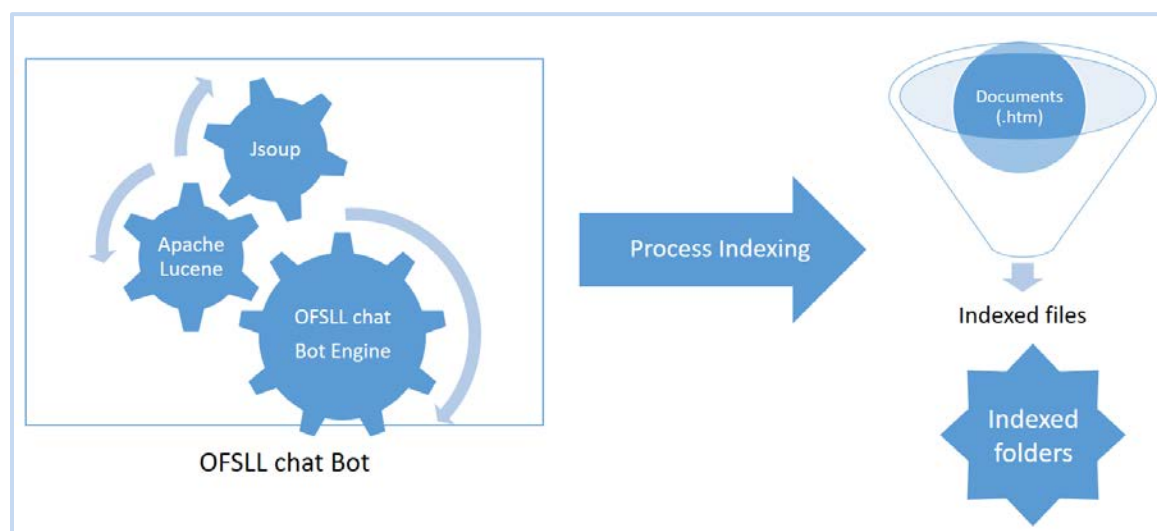 Jsoup
Apache
Lucene
OFSLL chat
Bot Engine
OFSLL chat Bot
Process Indexing
Documents
(.htm)
Indexed files
Indexed
folders